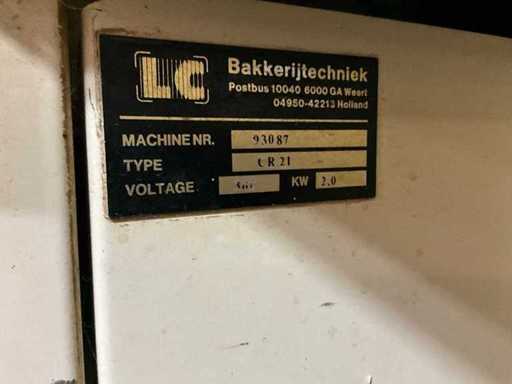 LC
Bakkerijtechniek
Postbus 10040 6000 GA Weert
04950-42213 Holland
MACHINE NR. 93087
TYPE 21
VOLTAGE KW 2.0